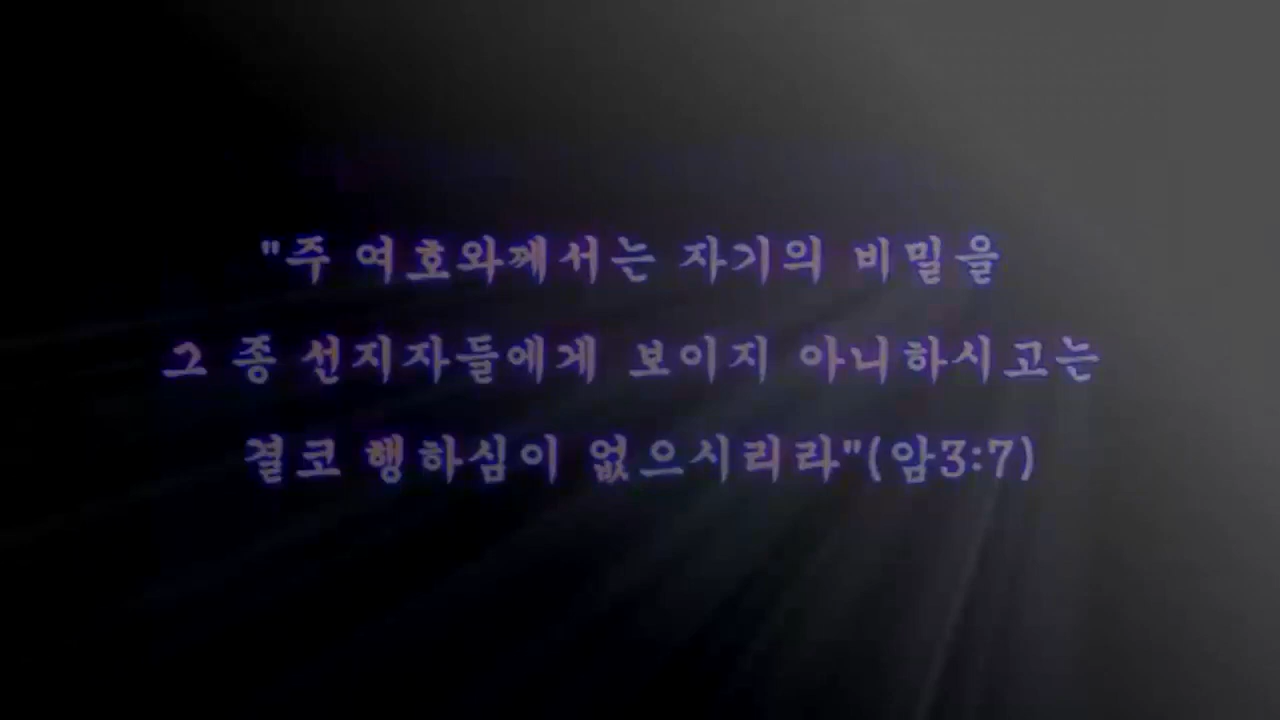 "주 여호와께서는 자기의 비밀을
그 종 선지자들에게 보이지 아니하시고는
결코 행하심이 없으시리라"(암3:7)